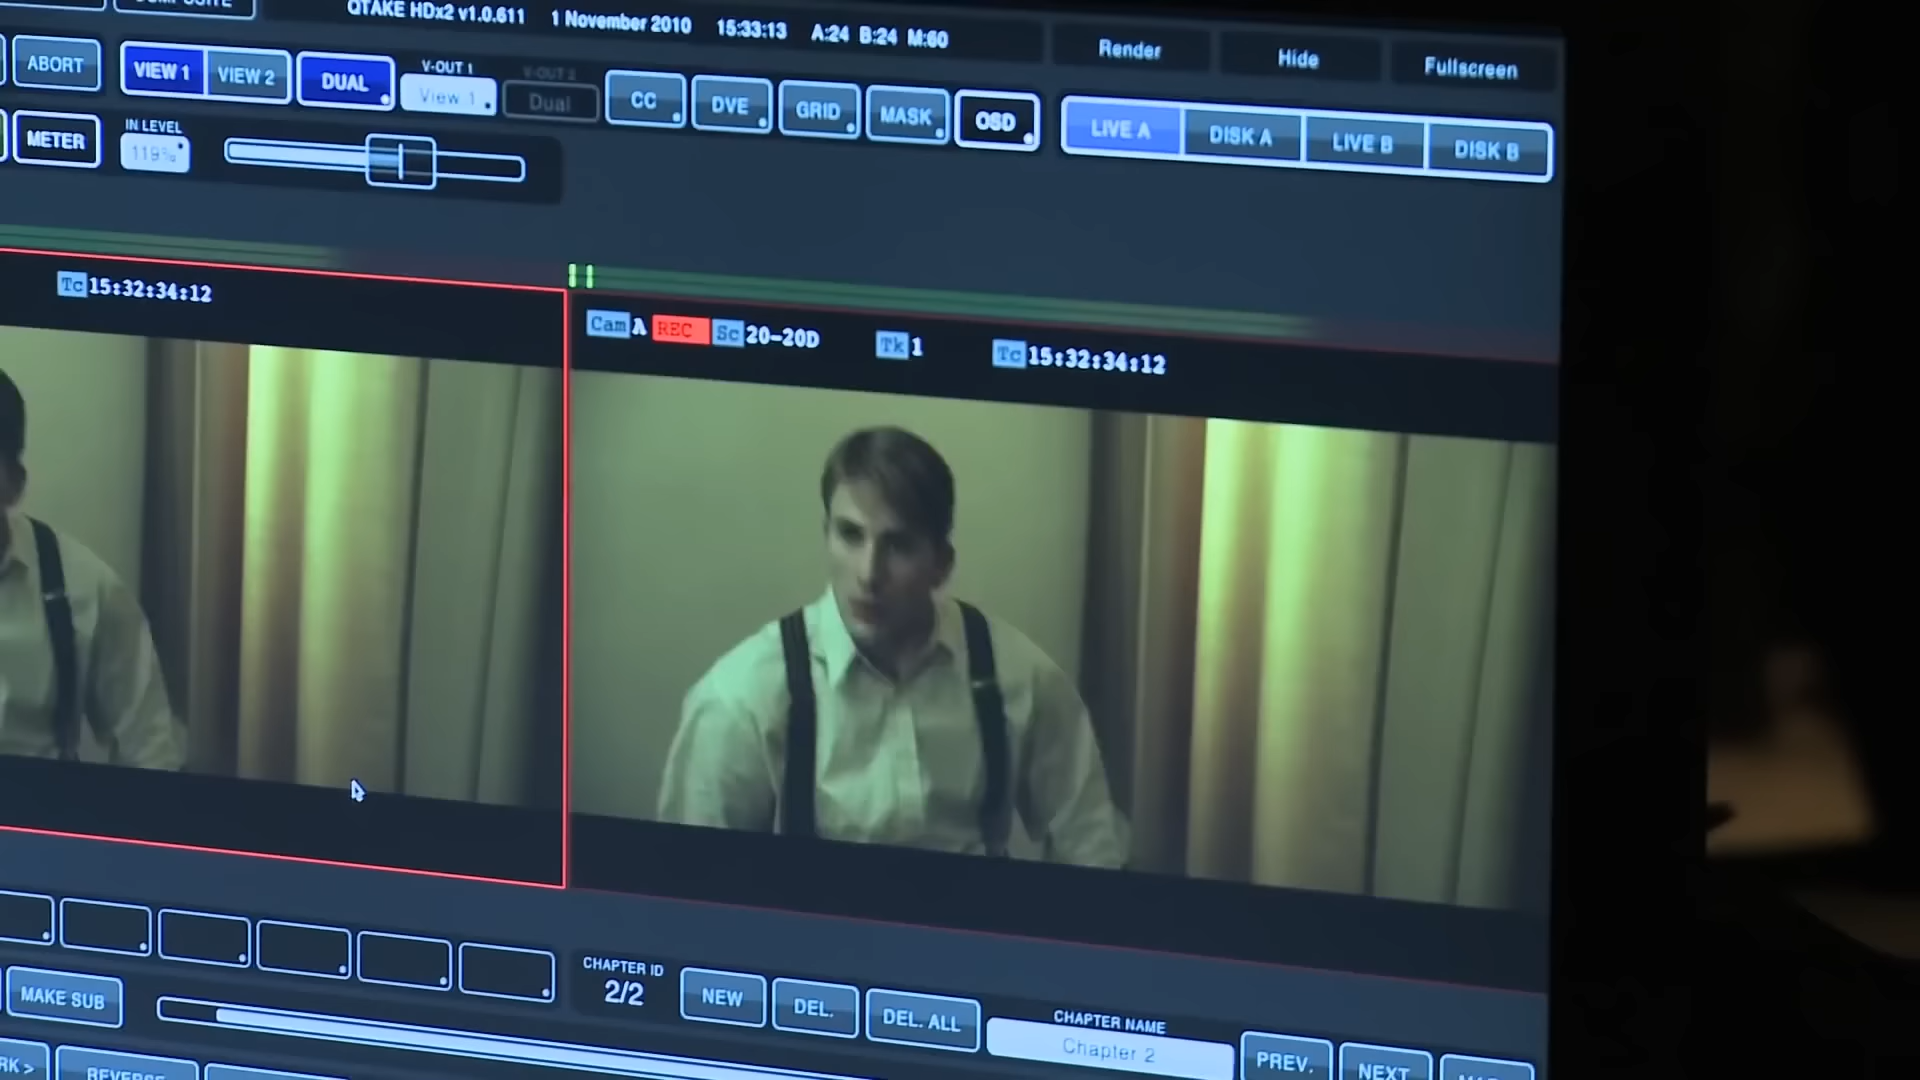 QTAKE HDx2 v1.0.611 1 November 2010 15:33:13 A:24 B:24 M:60
Render Hide Fullscreen
ABORT VIEW 1 VIEW 2 DUAL V-OUT 1 View 1 V-OUT 2 Dual CC DVE GRID MASK OSD LIVE A DISK A LIVE B DISK B
METER IN LEVEL 119%
Tc 15:32:34:12
Cam A REC Sc 20-20D Tk 1 Tc 15:32:34:12
MAKE SUB CHAPTER ID 2/2 NEW DEL. DEL. ALL CHAPTER NAME Chapter 2 PREV. NEXT
REVERSE